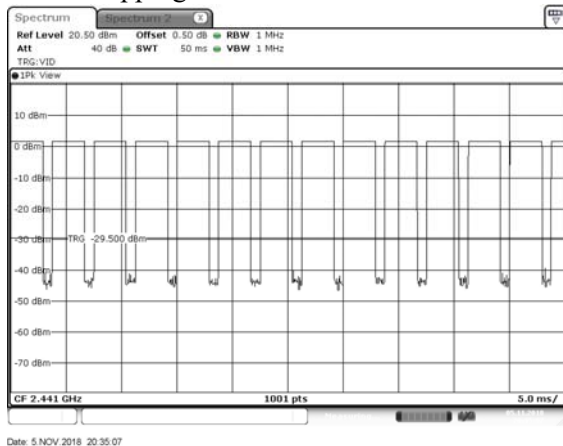 Spectrum Spectrum 2 X
Ref Level 20.50 dBm Offset 0.50 dB RBW 1 MHz
Att 40 dB SWT 50 ms VBW 1 MHz
TRG:VID
1Pk View
10 dBm
0 dBm
-10 dBm
-20 dBm
-30 dBm TRG -29.500 dBm
-40 dBm
-50 dBm
-60 dBm
-70 dBm
CF 2.441 GHz 1001 pts 5.0 ms/
Date: 5.NOV.2018 20:35:07